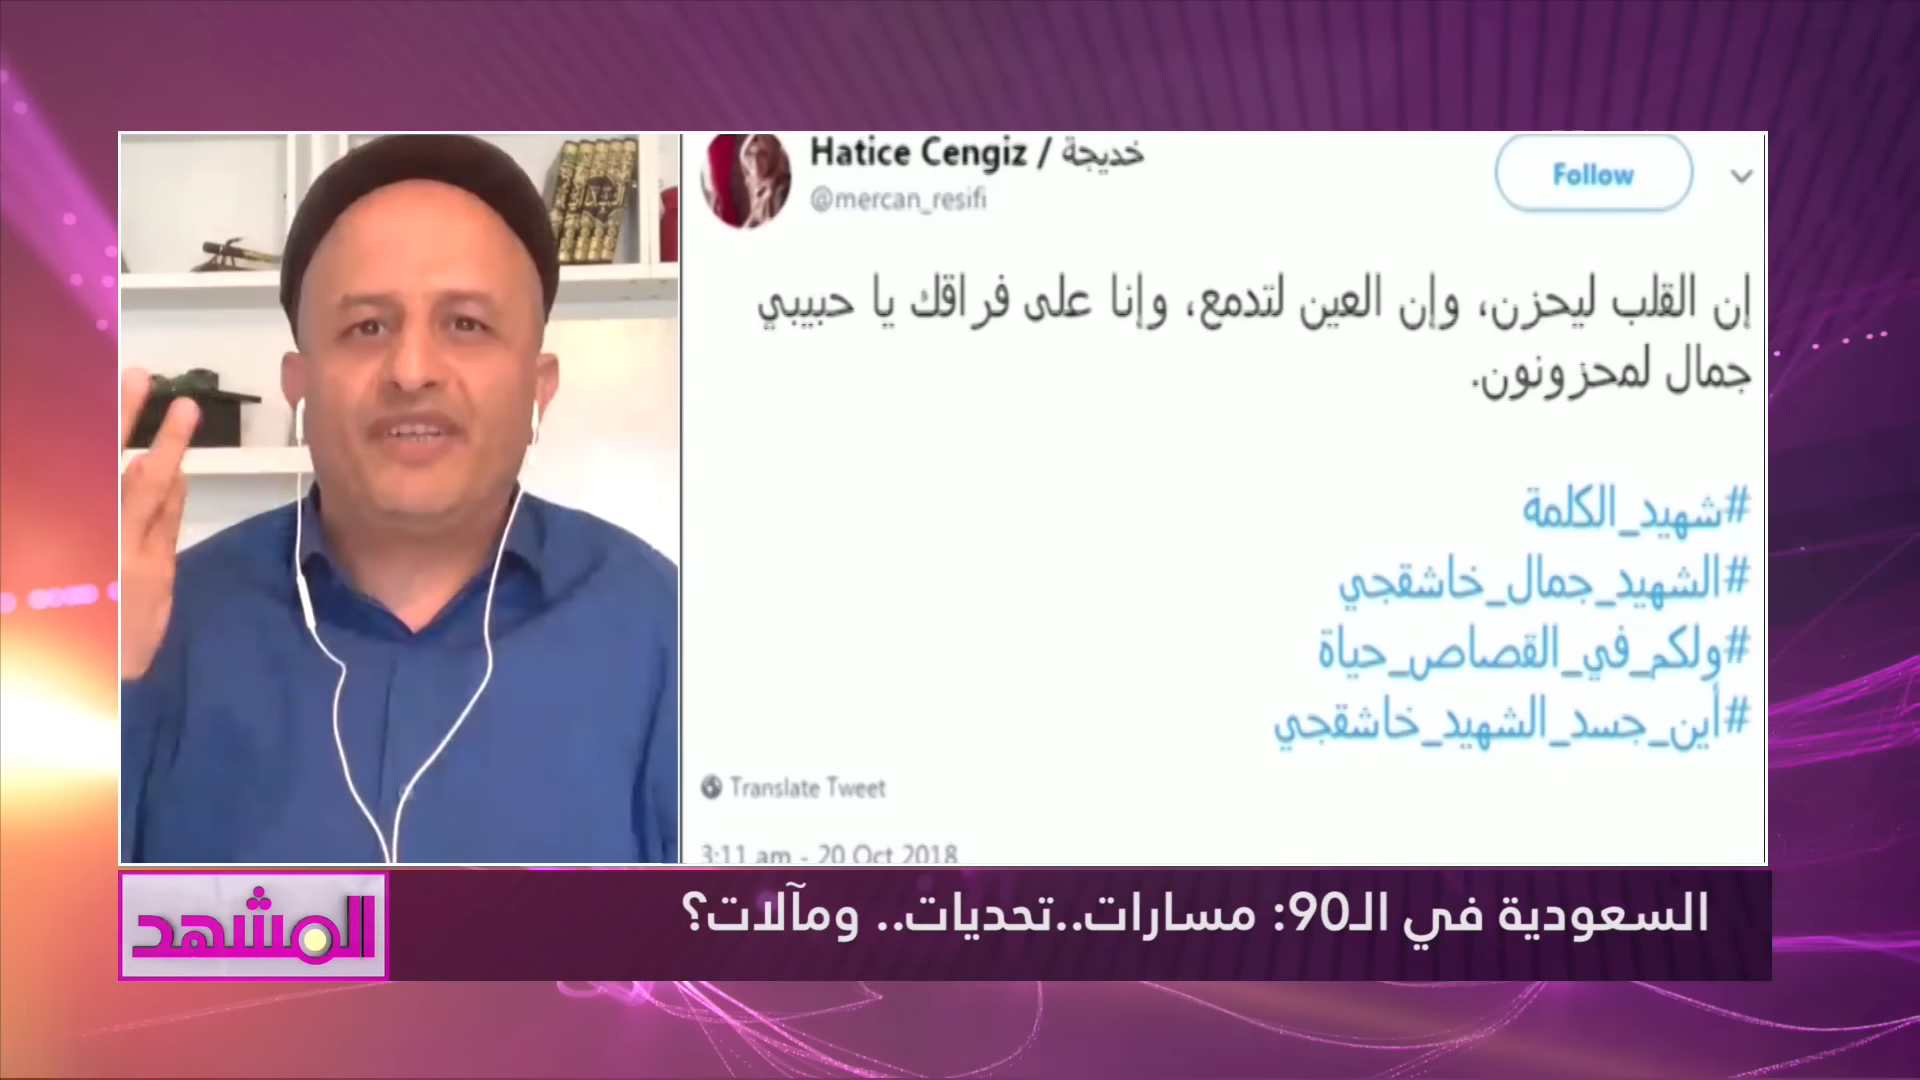 Hatice Cengiz / خديجة
@mercan_resifi
Follow
إن القلب ليحزن، وإن العين لتدمع، وإنا على فراقك يا حبيبي
جمال لمحزونون.
#شهيد_الكلمة
#الشهيد_جمال_خاشقجي
#ولكم_في_القصاص_حياة
#أين_جسد_الشهيد_خاشقجي
Translate Tweet
3:11 am - 20 Oct 2018
السعودية في الـ90: مسارات..تحديات.. ومآلات؟
المشهد